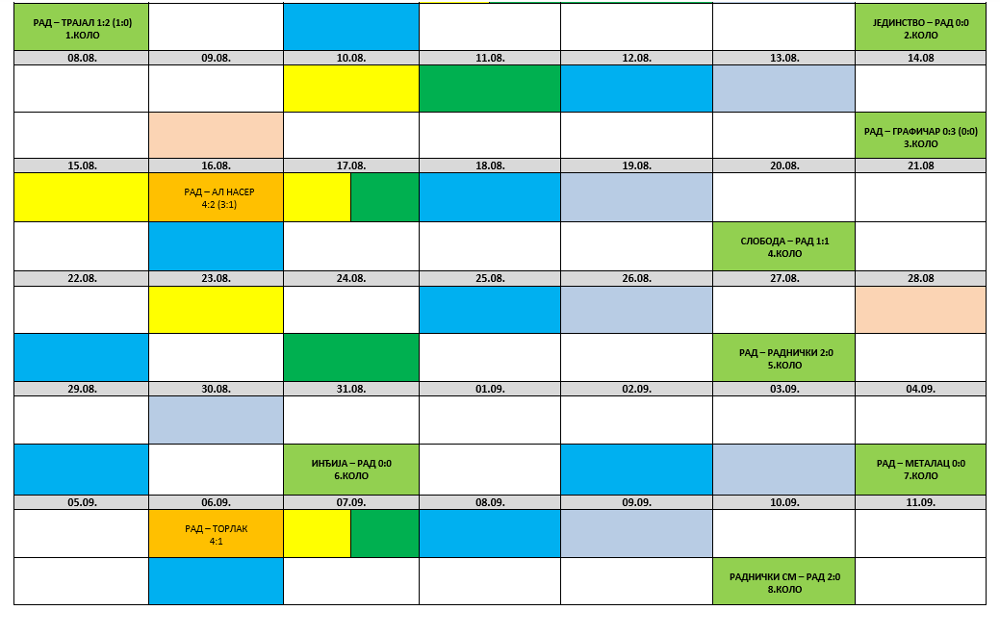 РАД – ТРАЈАЛ 1:2 (1:0)
1.КОЛО
ЈЕДИНСТВО – РАД 0:0
2.КОЛО
08.08. 09.08. 10.08. 11.08. 12.08. 13.08. 14.08
РАД – ГРАФИЧАР 0:3 (0:0)
3.КОЛО
15.08. 16.08. 17.08. 18.08. 19.08. 20.08. 21.08
РАД – АЛ НАСЕР
4:2 (3:1)
СЛОБОДА – РАД 1:1
4.КОЛО
22.08. 23.08. 24.08. 25.08. 26.08. 27.08. 28.08
РАД – РАДНИЧКИ 2:0
5.КОЛО
29.08. 30.08. 31.08. 01.09. 02.09. 03.09. 04.09.
ИНЂИЈА – РАД 0:0
6.КОЛО
РАД – МЕТАЛАЦ 0:0
7.КОЛО
05.09. 06.09. 07.09. 08.09. 09.09. 10.09. 11.09.
РАД – ТОРЛАК
4:1
РАДНИЧКИ СМ – РАД 2:0
8.КОЛО